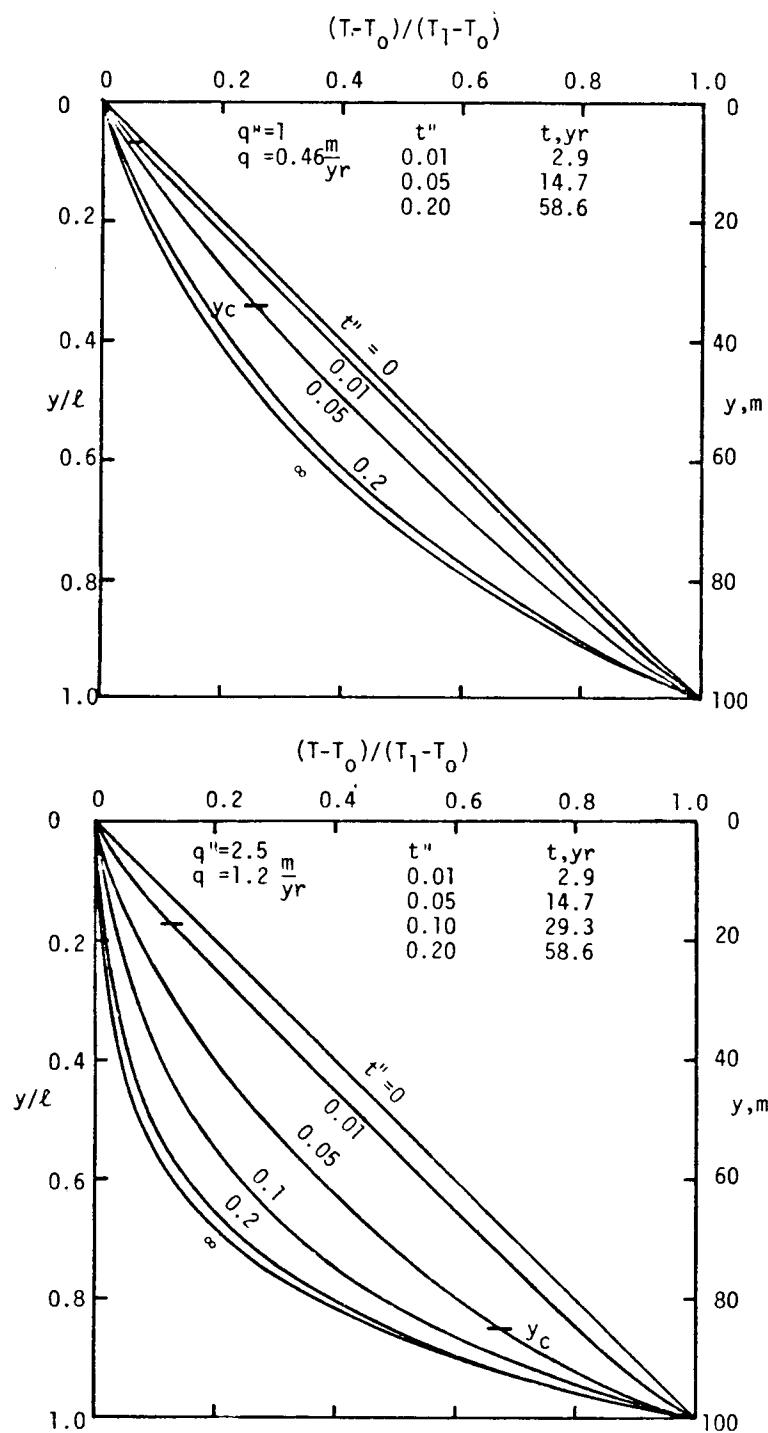 (T-T₀)/(T₁-T₀)
0 0.2 0.4 0.6 0.8 1.0
0 0
q"=1 t" t,yr
q =0.46 m/yr 0.01 2.9
0.05 14.7
0.20 58.6
0.2 20
yc
t" = 0
0.4 40
0.01
0.05
y/ℓ y,m
0.6 60
0.2
∞
0.8 80
1.0 100
(T-T₀)/(T₁-T₀)
0 0.2 0.4 0.6 0.8 1.0
0 0
q"=2.5 t" t,yr
q =1.2 m/yr 0.01 2.9
0.05 14.7
0.10 29.3
0.20 58.6
0.2 20
0.4 40
t"=0
y/ℓ y,m
0.01
0.05
0.6 60
0.1
0.2
∞
0.8 80
yc
1.0 100